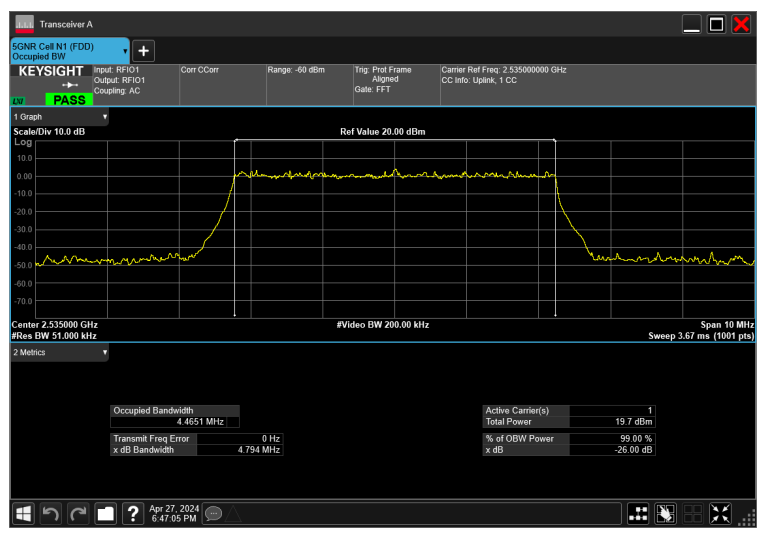 Transceiver A
5GNR Cell N1 (FDD)
Occupied BW
KEYSIGHT
LXI
PASS
Input: RFIO1
Output: RFIO1
Coupling: AC
Corr CCorr
Range: -60 dBm
Trig: Prot Frame
Aligned
Gate: FFT
Carrier Ref Freq: 2.535000000 GHz
CC Info: Uplink, 1 CC
1 Graph
Scale/Div 10.0 dB
Ref Value 20.00 dBm
Log
10.0
0.00
-10.0
-20.0
-30.0
-40.0
-50.0
-60.0
-70.0
Center 2.535000 GHz
#Video BW 200.00 kHz
Span 10 MHz
#Res BW 51.000 kHz
Sweep 3.67 ms (1001 pts)
2 Metrics
Occupied Bandwidth
4.4651 MHz
Transmit Freq Error 0 Hz
x dB Bandwidth 4.794 MHz
Active Carrier(s) 1
Total Power 19.7 dBm
% of OBW Power 99.00 %
x dB -26.00 dB
?
Apr 27, 2024
6:47:05 PM